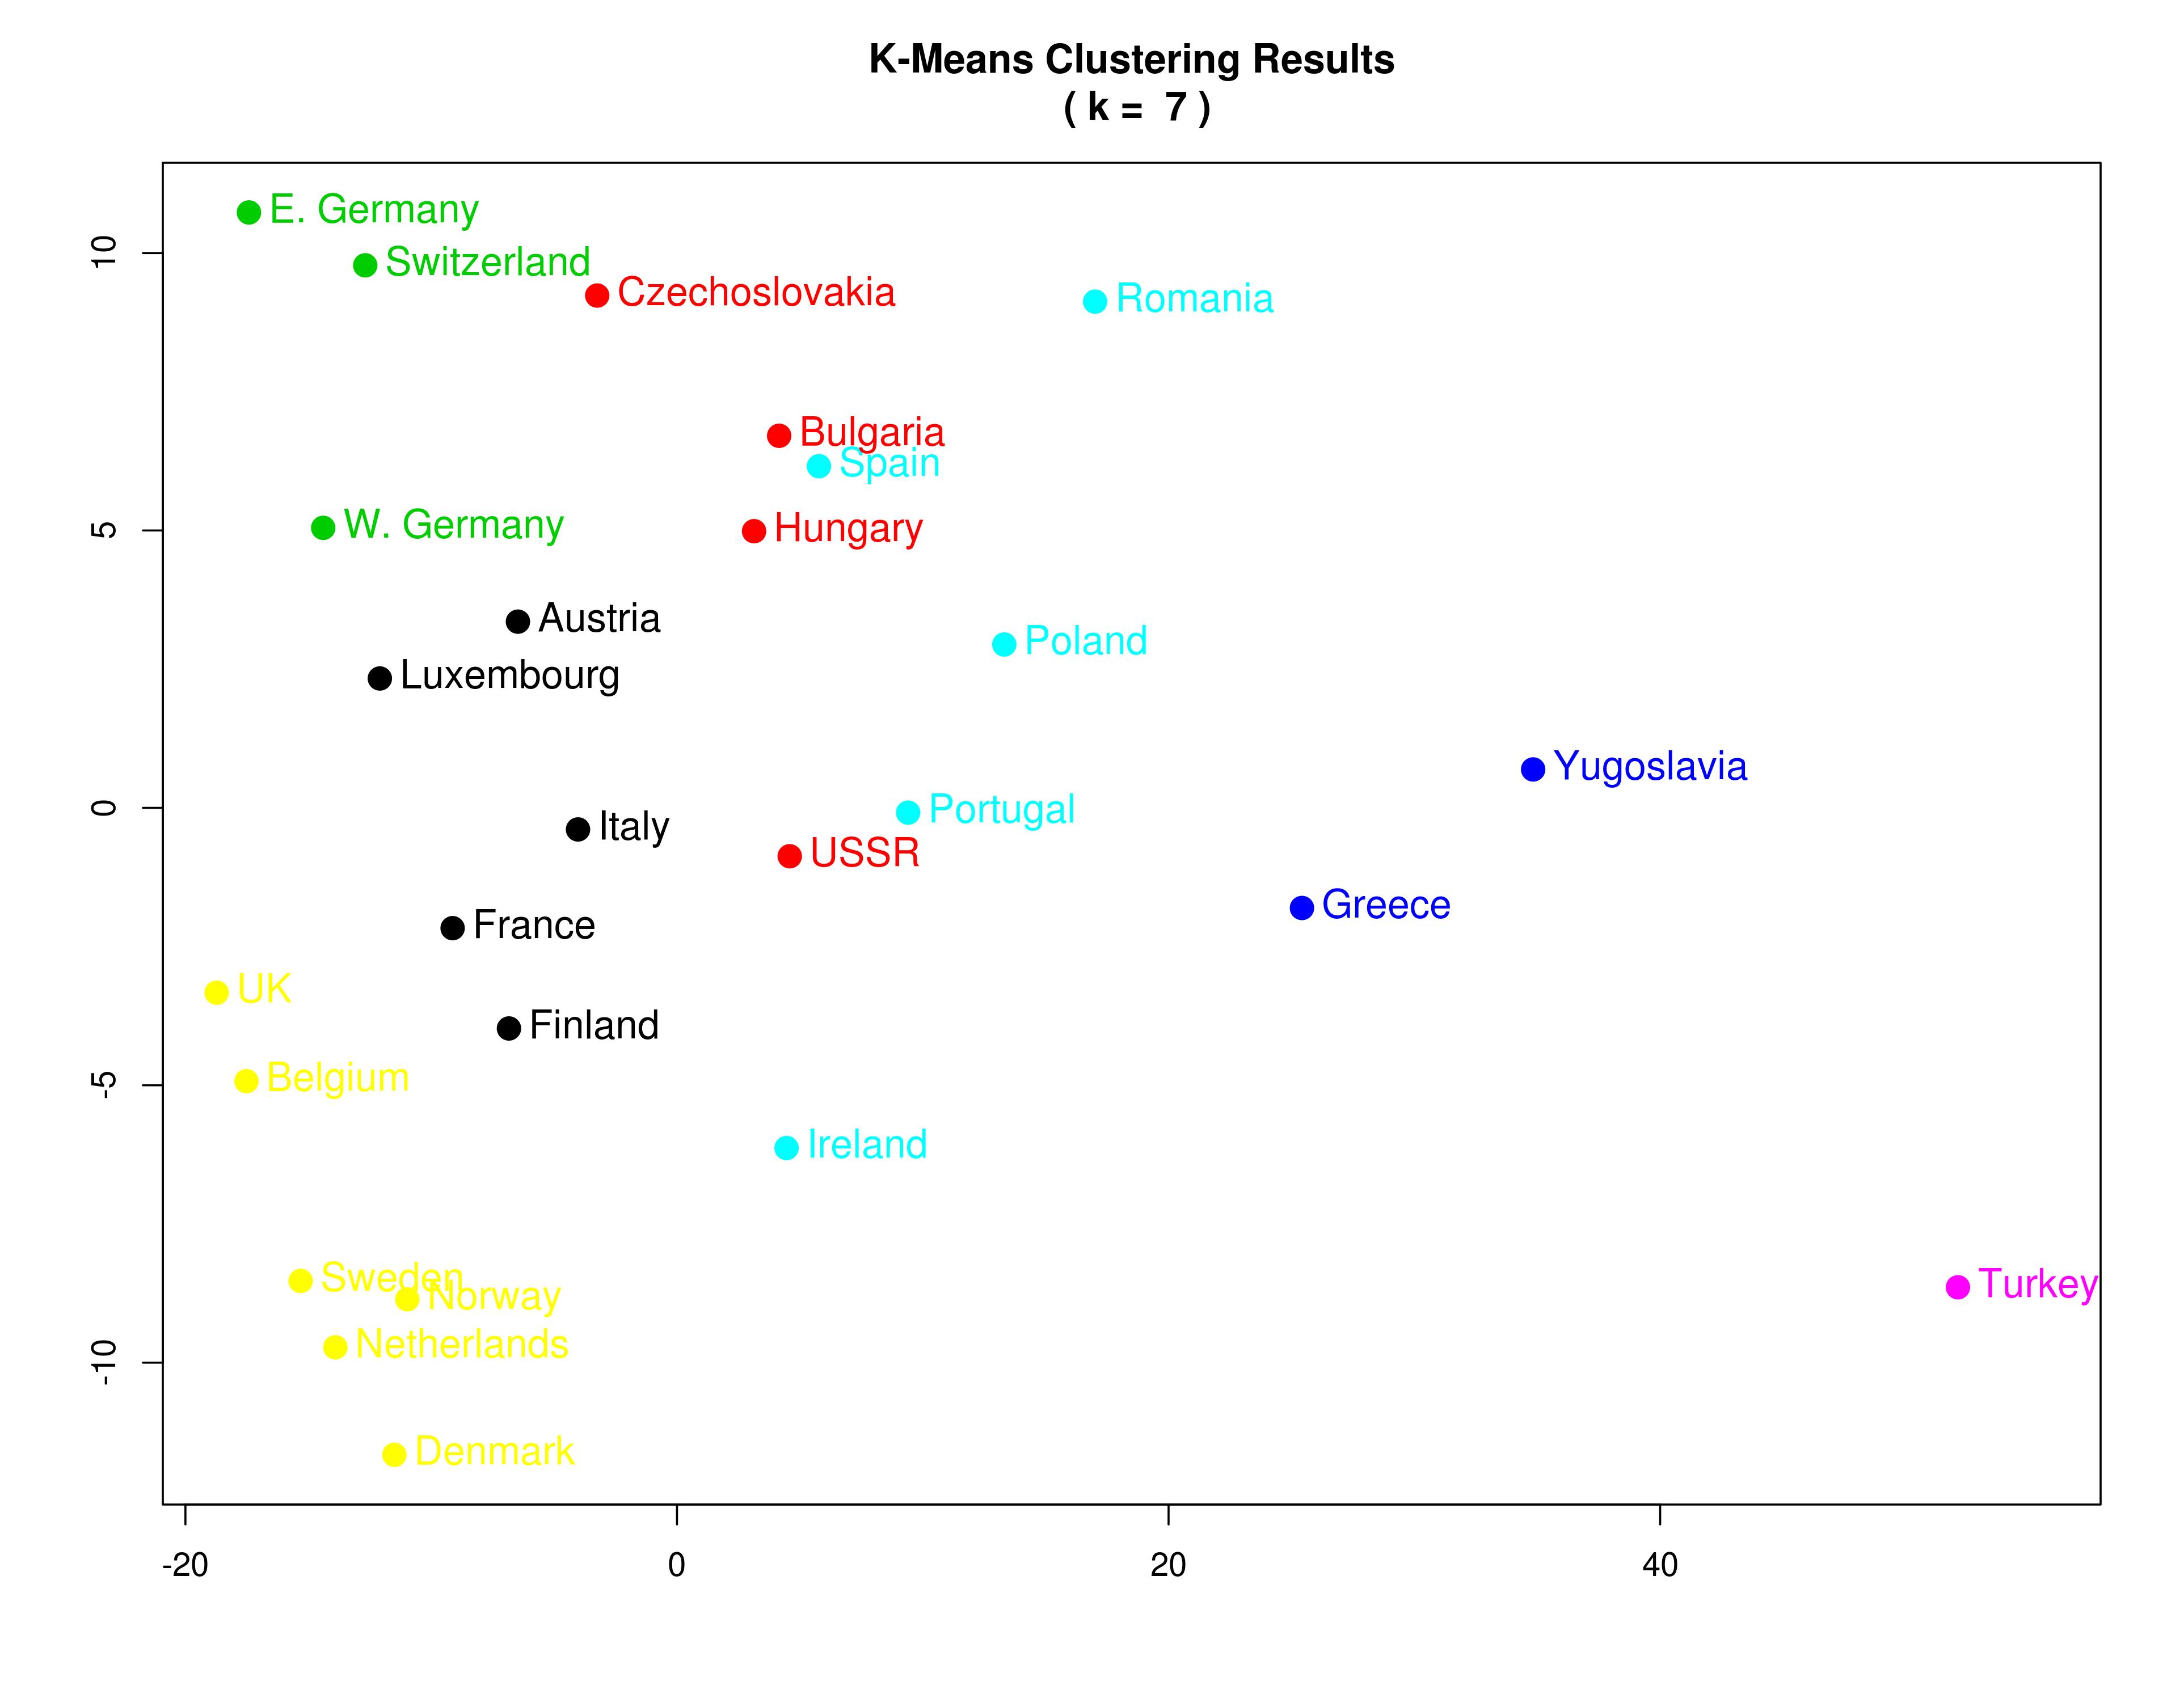 K-Means Clustering Results
( k = 7 )
E. Germany
10
Switzerland
Czechoslovakia
Romania
Bulgaria
Spain
5
W. Germany
Hungary
Austria
Poland
Luxembourg
Yugoslavia
0
Portugal
Italy
USSR
Greece
France
UK
Finland
-5
Belgium
Ireland
Sweden
Norway
Turkey
Netherlands
-10
Denmark
-20 0 20 40